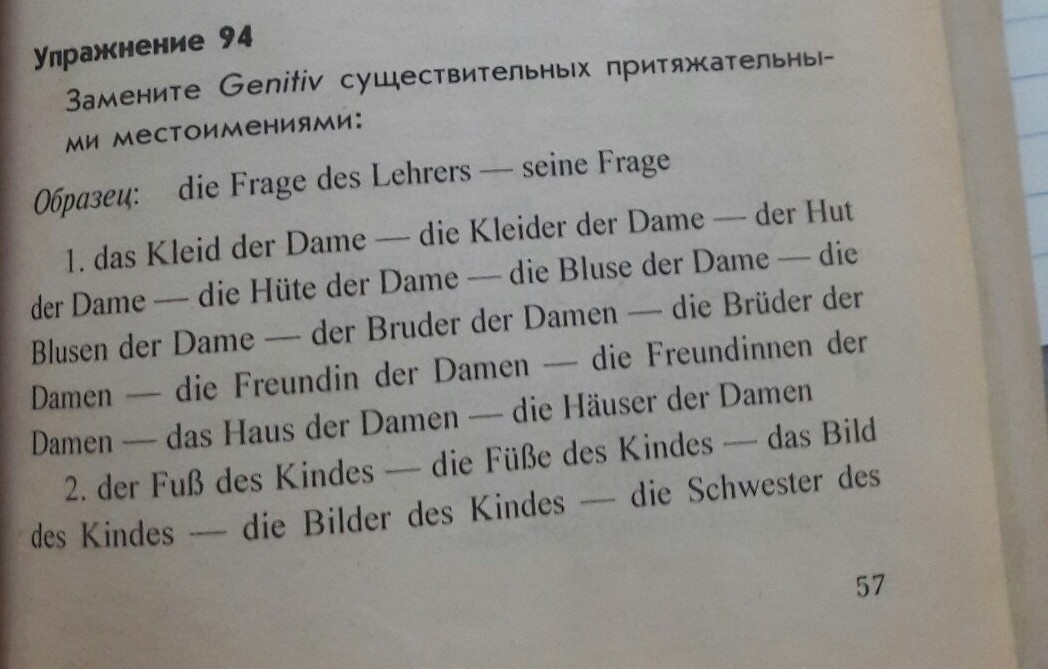 Упражнение 94
Замените Genitiv существительных притяжательны-
ми местоимениями:
Образец: die Frage des Lehrers — seine Frage
1. das Kleid der Dame — die Kleider der Dame — der Hut
der Dame — die Hüte der Dame — die Bluse der Dame — die
Blusen der Dame — der Bruder der Damen — die Brüder der
Damen — die Freundin der Damen — die Freundinnen der
Damen — das Haus der Damen — die Häuser der Damen
2. der Fuß des Kindes — die Füße des Kindes — das Bild
des Kindes — die Bilder des Kindes — die Schwester des
57